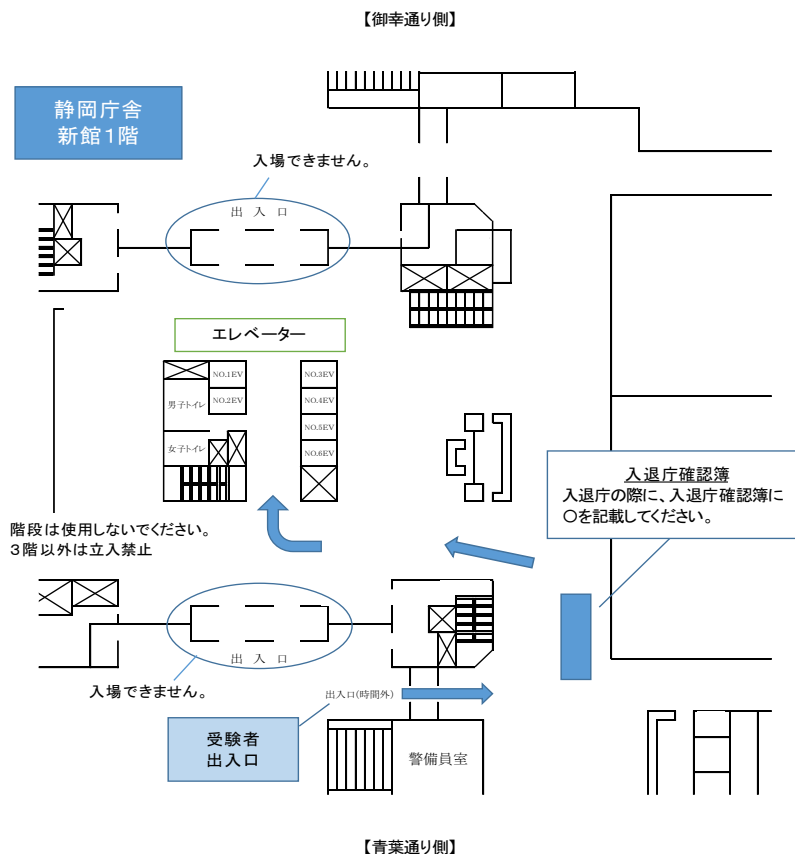 【御幸通り側】
静岡庁舎
新館１階
入場できません。
出 入 口
エレベーター
NO.1EV
NO.2EV
男子トイレ
女子トイレ
NO.3EV
NO.4EV
NO.5EV
NO.6EV
入退庁確認簿
入退庁の際に、入退庁確認簿に
○を記載してください。
階段は使用しないでください。
３階以外は立入禁止
出 入 口
入場できません。
出入口(時間外)
受験者
出入口
警備員室
【青葉通り側】